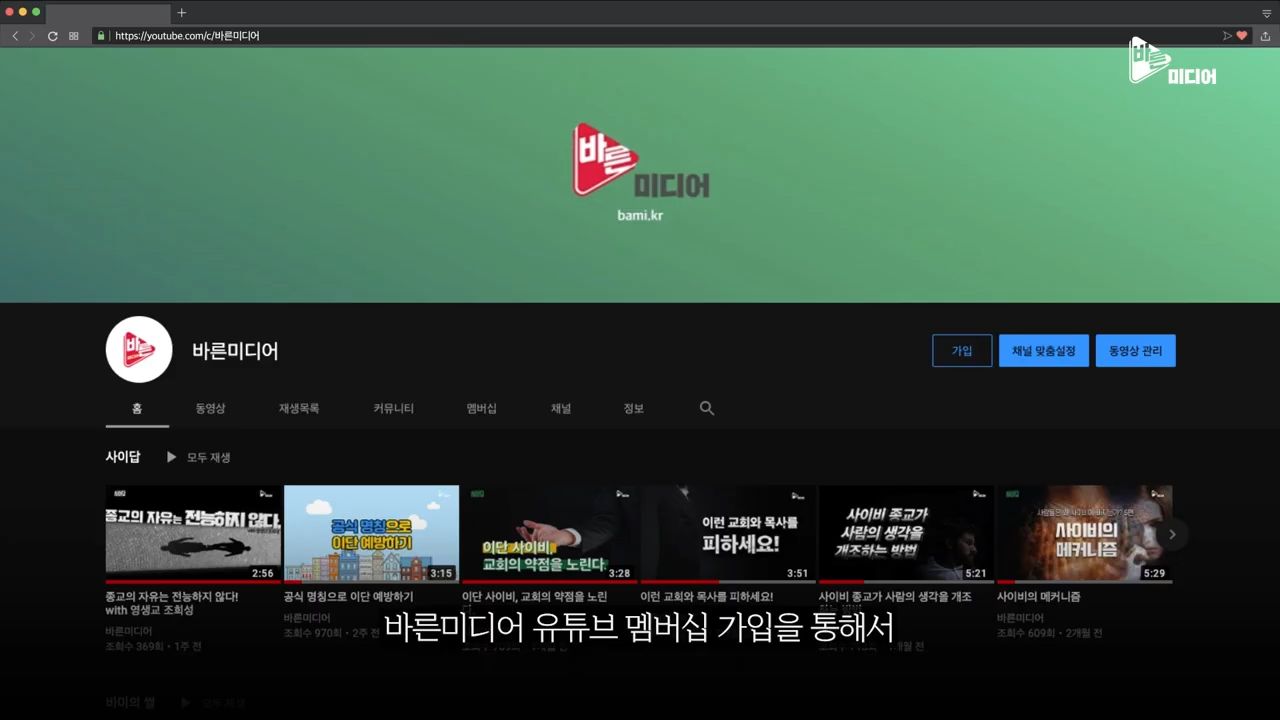 https://youtube.com/c/바른미디어
바른
미디어
바른
미디어
bami.kr
바른
바른미디어
가입
채널 맞춤설정
동영상 관리
홈
동영상
재생목록
커뮤니티
멤버십
채널
정보
사이답
모두 재생
종교의 자유는 전능하지 않다.
2:56
공식 명칭으로
이단 예방하기
3:15
이단 사이비,
교회의 약점을 노린다.
3:28
이런 교회와 목사를
피하세요!
3:51
사이비 종교가
사람의 생각을
개조하는 방법
5:21
사이비의
메커니즘
5:29
종교의 자유는 전능하지 않다!
with 영생교 조희성
바른미디어
조회수 369회 • 1주 전
공식 명칭으로 이단 예방하기
바른미디어
조회수 970회 • 2주 전
이단 사이비, 교회의 약점을 노린
이런 교회와 목사를 피하세요!
사이비 종교가 사람의 생각을 개조
사이비의 메커니즘
바른미디어
조회수 609회 • 2개월 전
바른미디어 유튜브 멤버십 가입을 통해서
바미의 썰
모두 재생